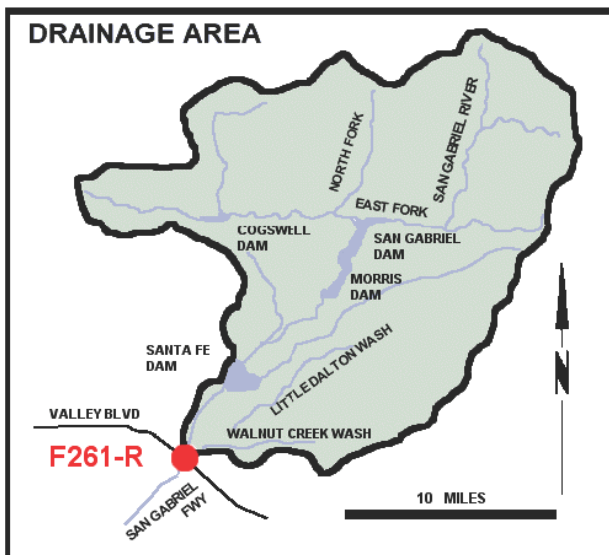 DRAINAGE AREA
NORTH FORK
SAN GABRIEL RIVER
EAST FORK
COGSWELL
DAM
SAN GABRIEL
DAM
MORRIS
DAM
SANTA FE
DAM
LITTLE DALTON WASH
N
VALLEY BLVD
WALNUT CREEK WASH
F261-R
SAN GABRIEL
FWY
10 MILES